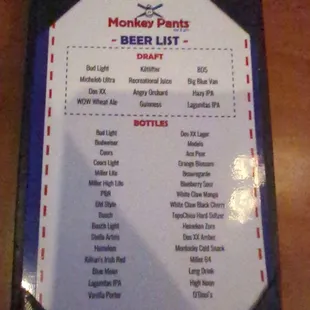 Monkey Pants
- BEER LIST -
DRAFT
Bud Light
Michelob Ultra
Dos XX
WOW Wheat Ale
Kiltlifter
Recreational Juice
Angry Orchard
Guinness
805
Big Blue Van
Hazy IPA
Lagunitas IPA
BOTTLES
Bud Light
Budweiser
Coors
Coors Light
Miller Lite
Miller High Life
PBR
Old Style
Busch
Busch Light
Stella Artois
Heineken
Killian's Irish Red
Blue Moon
Lagunitas IPA
Vanilla Porter
Dos XX Lager
Modelo
Ace Pear
Orange Blossom
Breweryarde
Blueberry Sour
White Claw Mango
White Claw Black Cherry
TopoChico Hard Seltzer
Heineken Zero
Dos XX Amber
Montucky Cold Snack
Miller 64
Long Drink
High Noon
O'Doul's